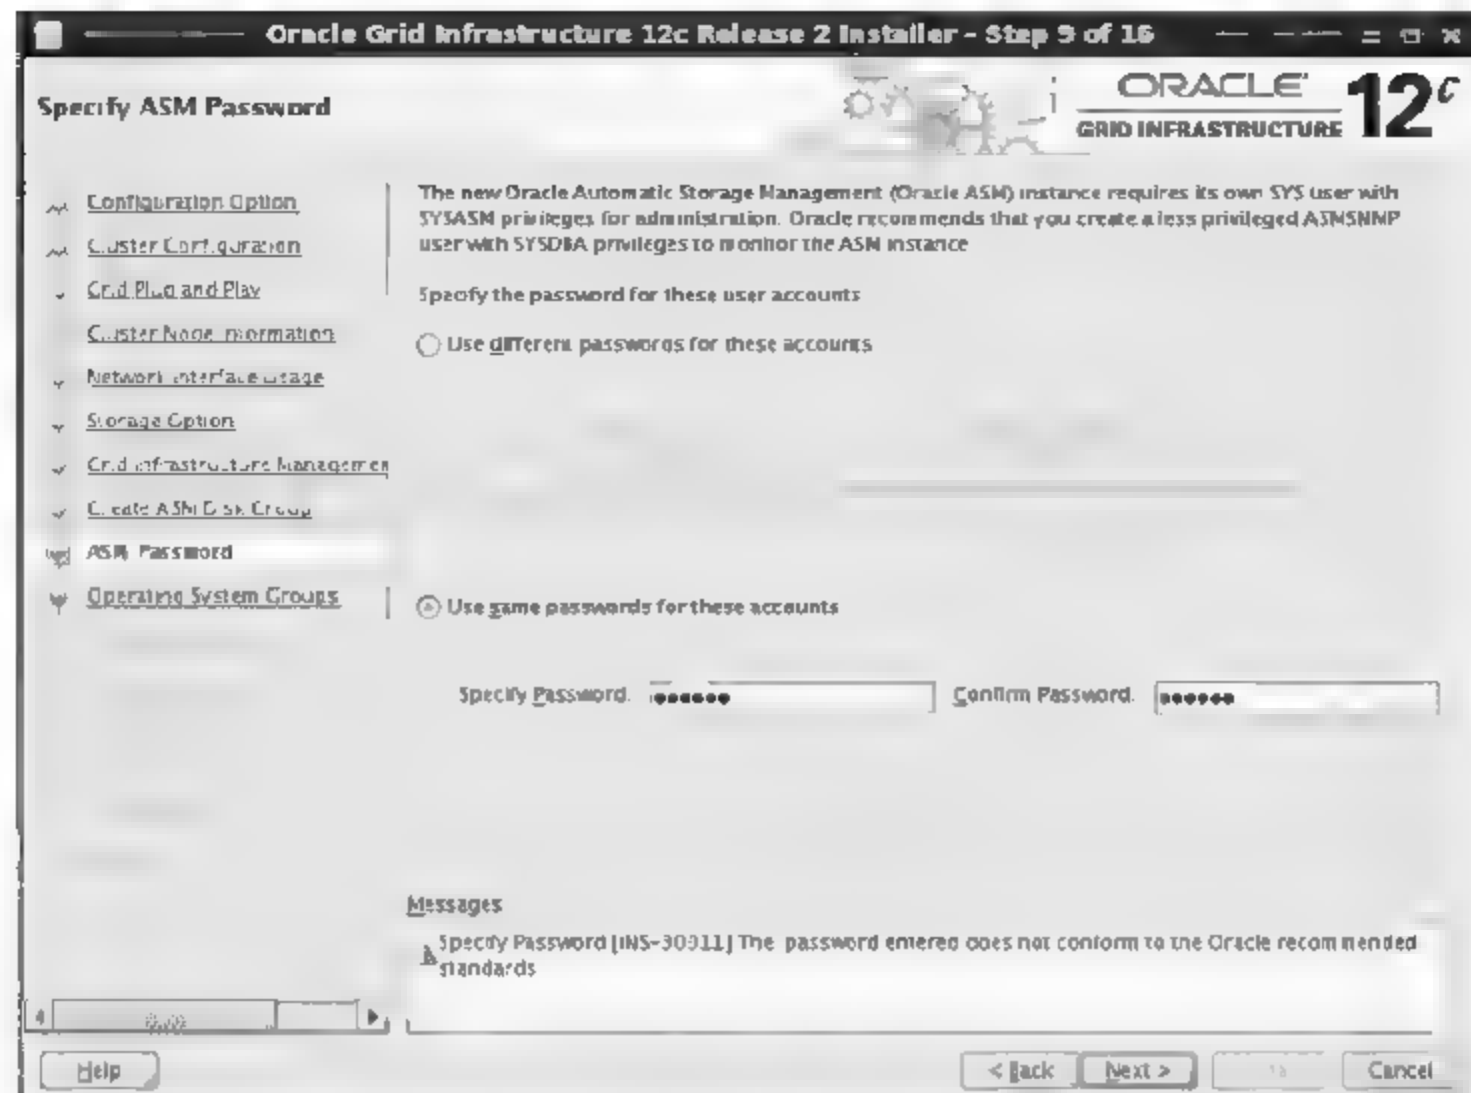 Oracle Grid Infrastructure 12c Release 2 Installer - Step 9 of 16
Specify ASM Password
ORACLE 12c
GRID INFRASTRUCTURE
Configuration Option
Cluster Configuration
Grid Plug and Play
Cluster Node Information
Network Interface Usage
Storage Option
Grid Infrastructure Managemen
Create ASM Disk Group
ASM Password
Operating System Groups
The new Oracle Automatic Storage Management (Oracle ASM) instance requires its own SYS user with
SYSASM privileges for administration. Oracle recommends that you create a less privileged ASMSNMP
user with SYSDBA privileges to monitor the ASM instance
Specify the password for these user accounts
Use different passwords for these accounts
Use same passwords for these accounts
Specify Password:
Confirm Password:
Messages
Specify Password [INS-30011] The password entered does not conform to the Oracle recommended
standards
Help
< Back
Next >
Cancel